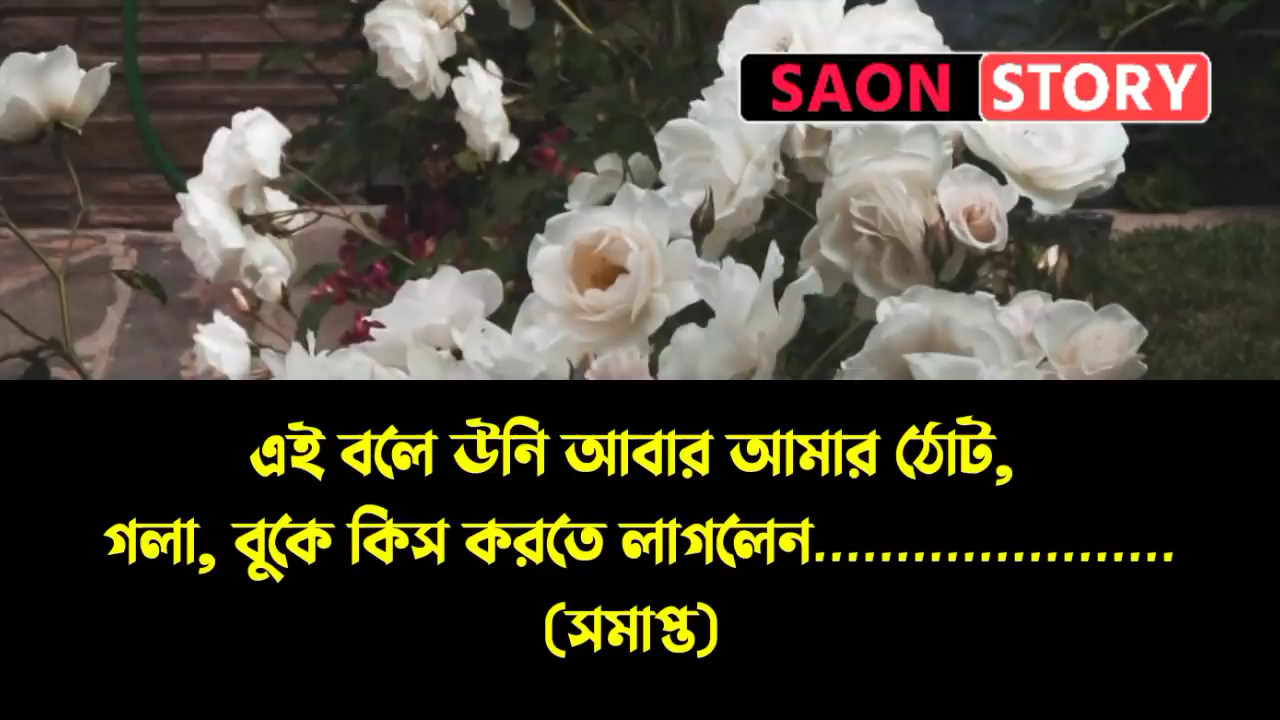 SAON STORY
এই বলে উনি আবার আমার ঠোট,
গলা, বুকে কিস করতে লাগলেন......................
(সমাপ্ত)